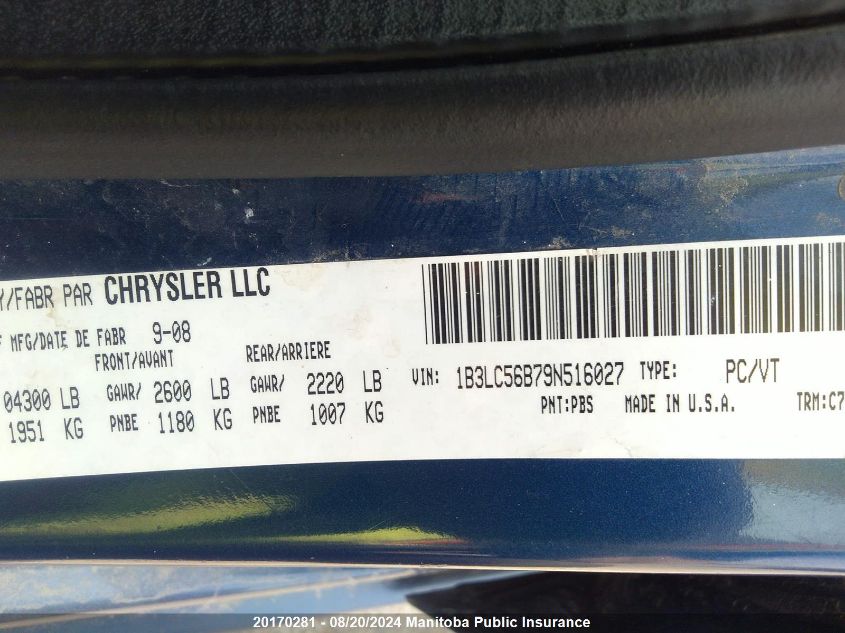 Y/FABR PAR CHRYSLER LLC
F MFG/DATE DE FABR 9-08
FRONT/AVANT REAR/ARRIERE
04300 LB GAWR/ 2600 LB GAWR/ 2220 LB VIN: 1B3LC56B79N516027 TYPE: PC/VT
1951 KG PNBE 1180 KG PNBE 1007 KG PNT:PBS MADE IN U.S.A. TRM:C7
20170281 - 08/20/2024 Manitoba Public Insurance